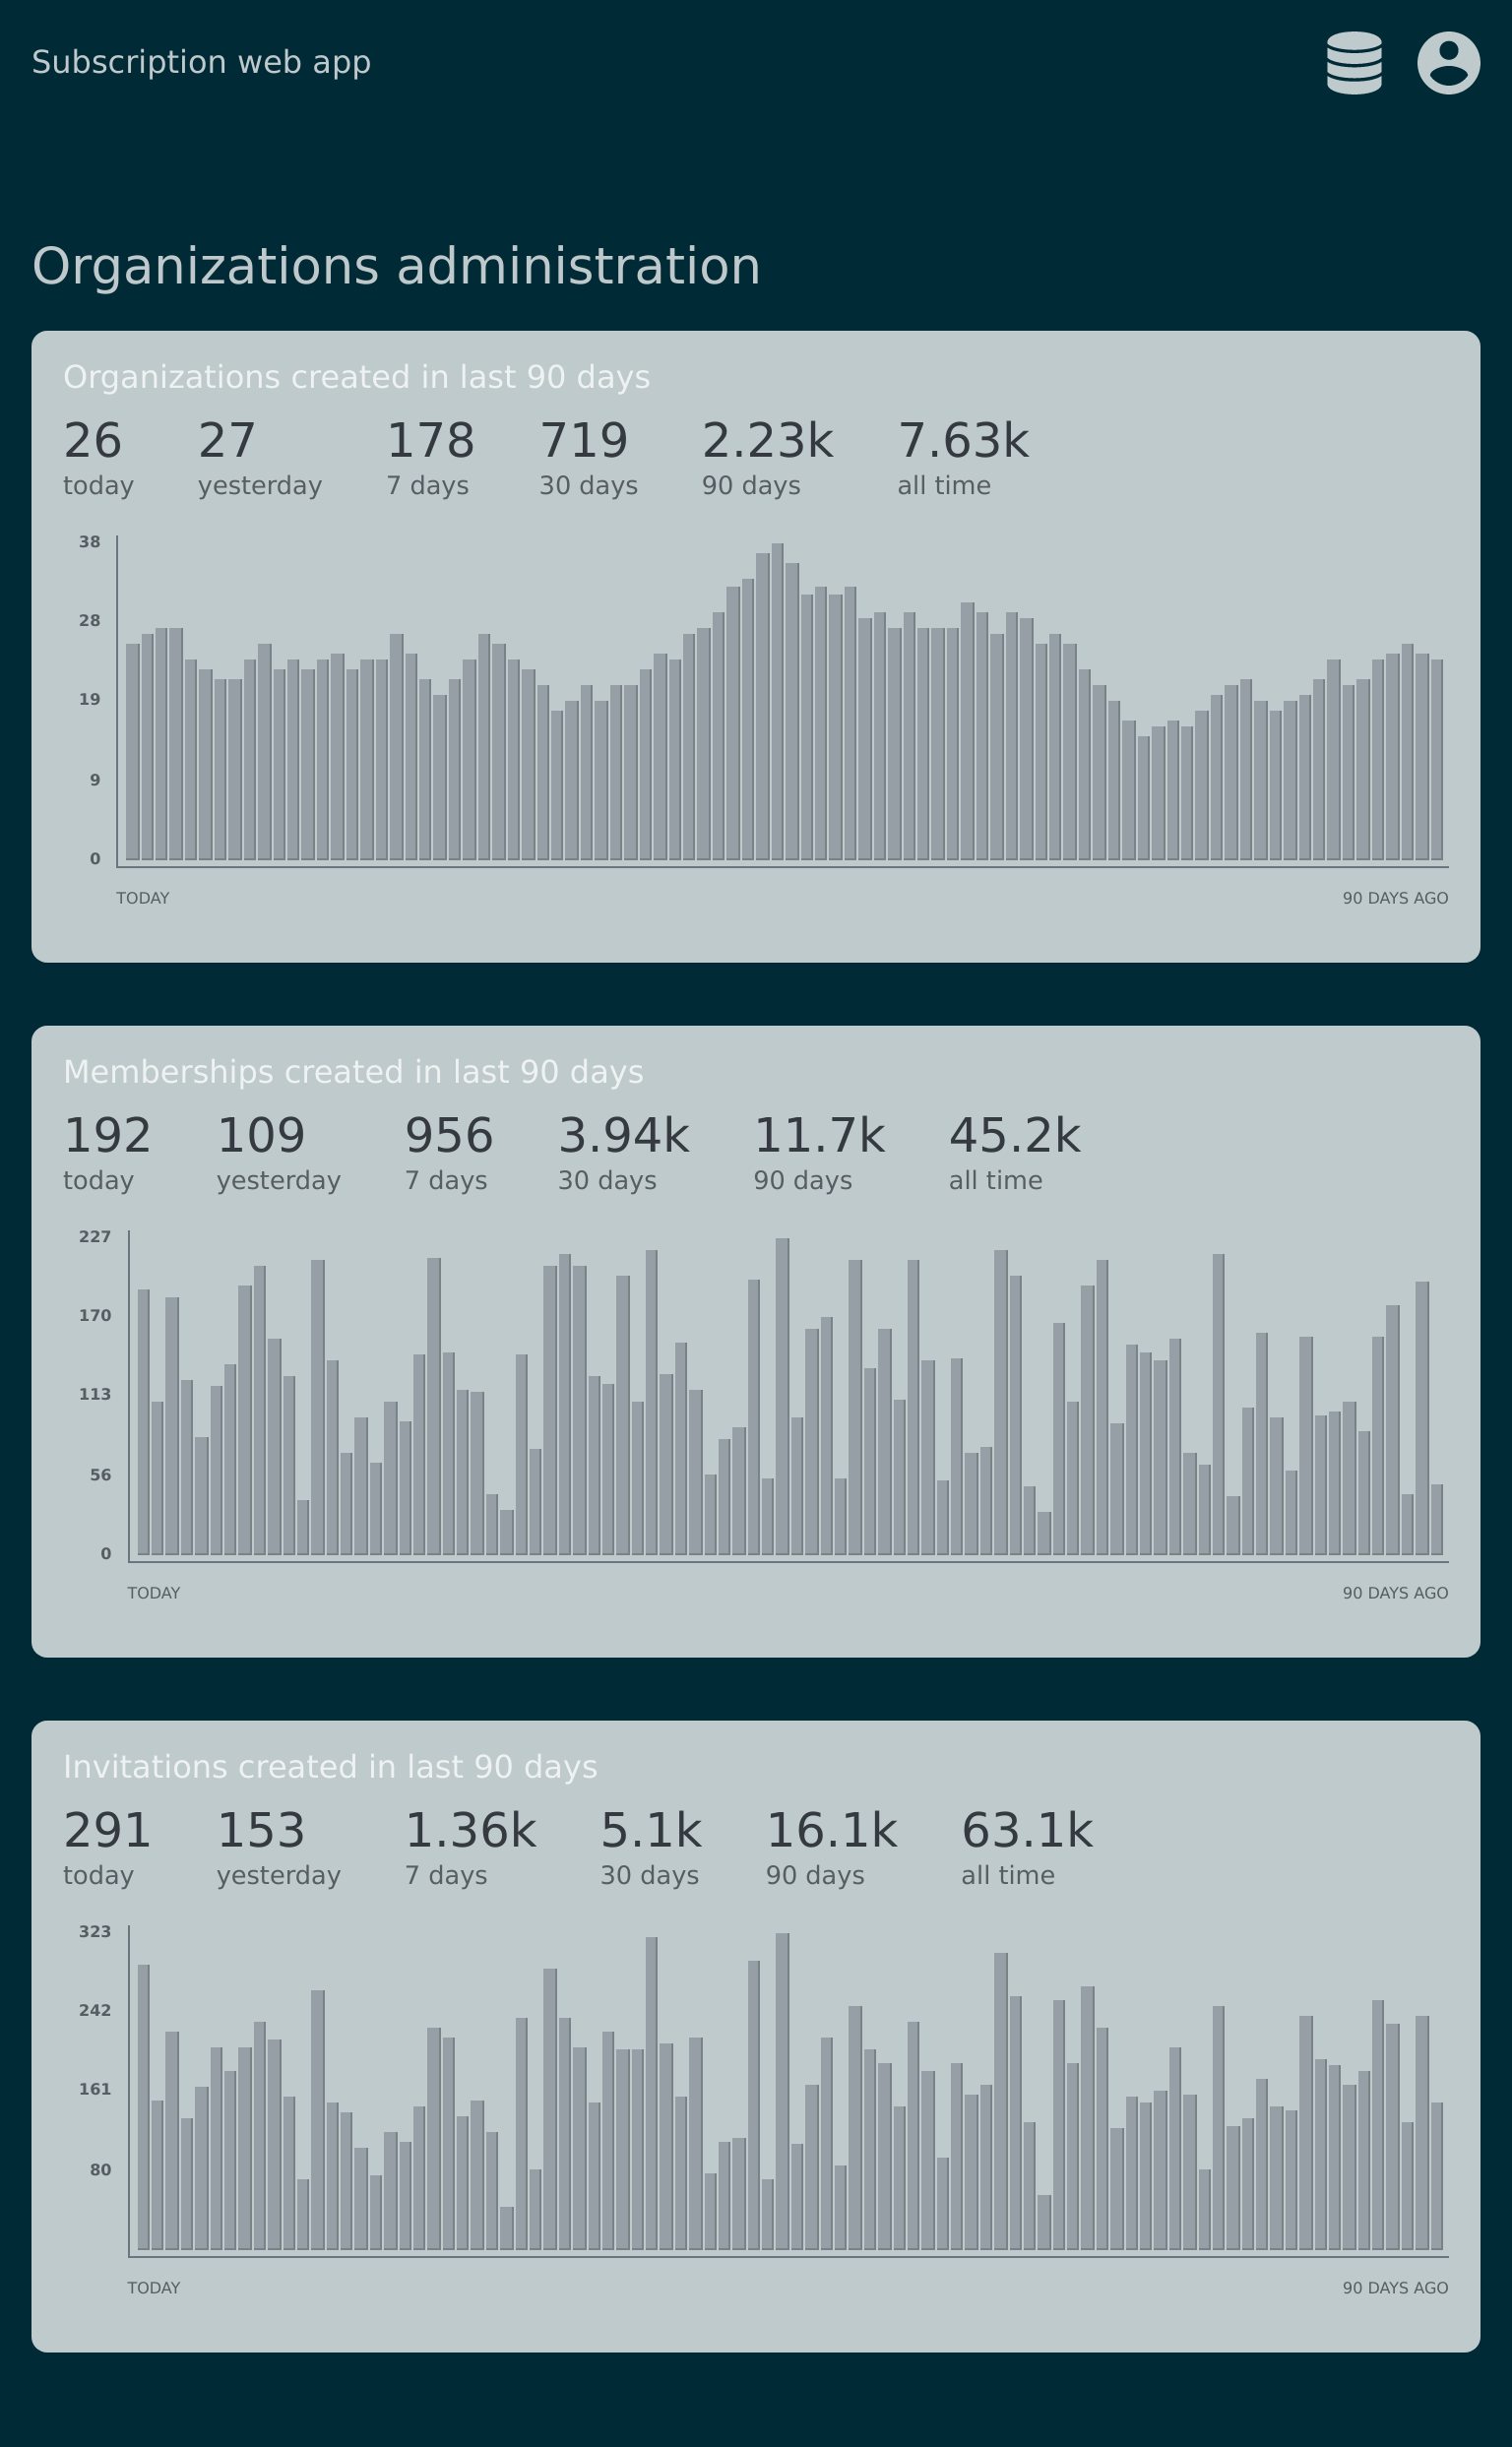 Subscription web app
Organizations administration
Organizations created in last 90 days
26 27 178 719 2.23k 7.63k
today yesterday 7 days 30 days 90 days all time
38
28
19
9
0
TODAY 90 DAYS AGO
Memberships created in last 90 days
192 109 956 3.94k 11.7k 45.2k
today yesterday 7 days 30 days 90 days all time
227
170
113
56
0
TODAY 90 DAYS AGO
Invitations created in last 90 days
291 153 1.36k 5.1k 16.1k 63.1k
today yesterday 7 days 30 days 90 days all time
323
242
161
80
TODAY 90 DAYS AGO